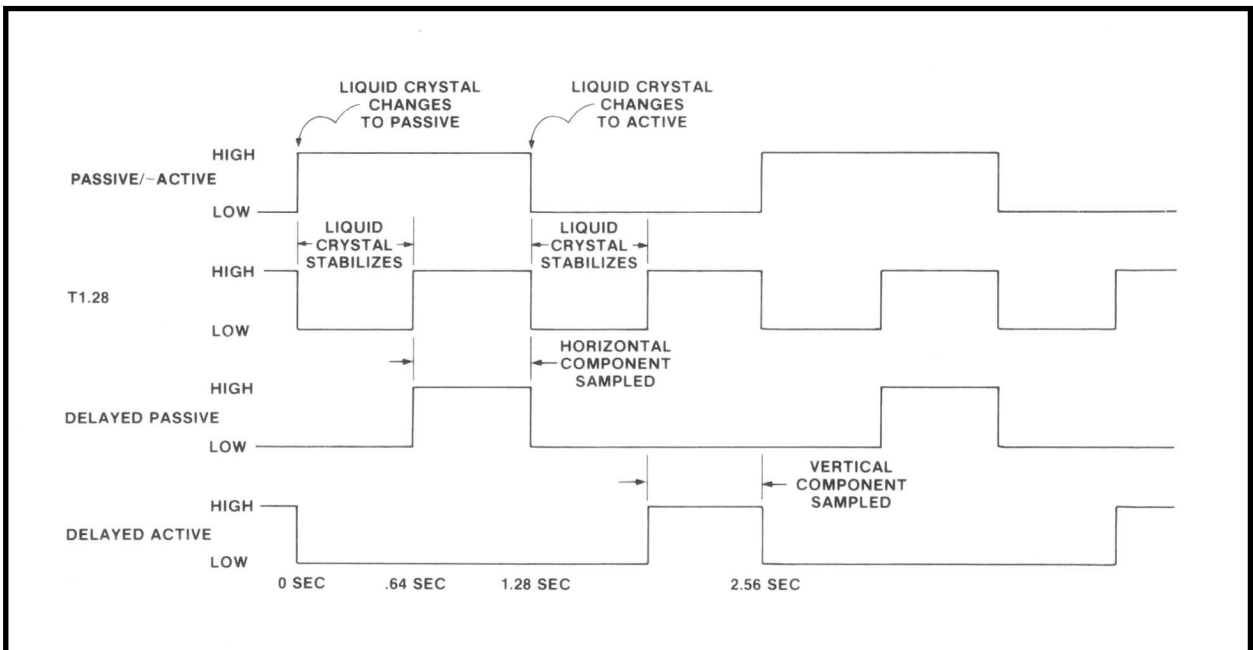 LIQUID CRYSTAL
CHANGES
TO PASSIVE
LIQUID CRYSTAL
CHANGES
TO ACTIVE
HIGH
PASSIVE/~ACTIVE
LOW
LIQUID
CRYSTAL
STABILIZES
LIQUID
CRYSTAL
STABILIZES
HIGH
T1.28
LOW
HORIZONTAL
COMPONENT
SAMPLED
HIGH
DELAYED PASSIVE
LOW
VERTICAL
COMPONENT
SAMPLED
HIGH
DELAYED ACTIVE
LOW
0 SEC .64 SEC 1.28 SEC 2.56 SEC